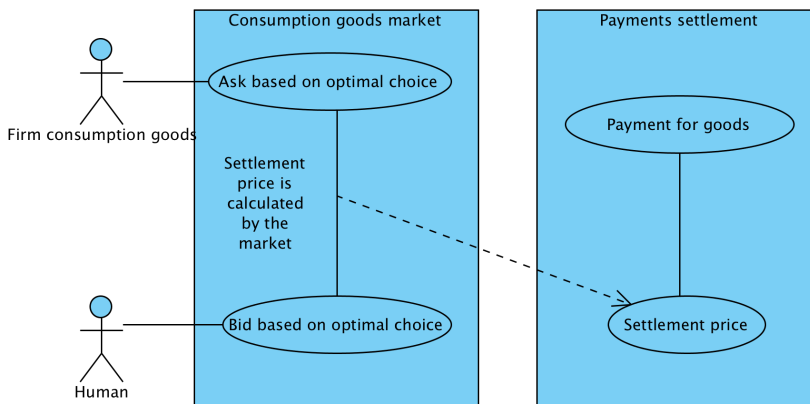 Consumption goods market
Payments settlement
Ask based on optimal choice
Firm consumption goods
Payment for goods
Settlement
price is
calculated
by the
market
Bid based on optimal choice
Settlement price
Human